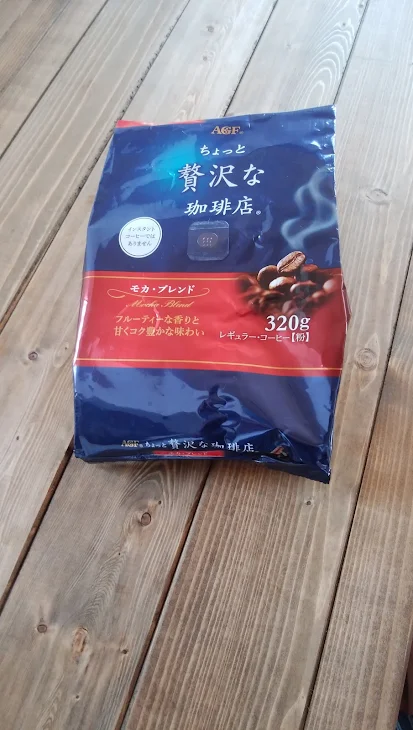 AGF®
ちょっと
贅沢な
珈琲店®
インスタント
コーヒーでは
ありません
モカ・ブレンド
Mocha Blend
フルーティーな香りと
甘くコク豊かな味わい
320g
レギュラー・コーヒー【粉】
AGF® ちょっと 贅沢な珈琲店®